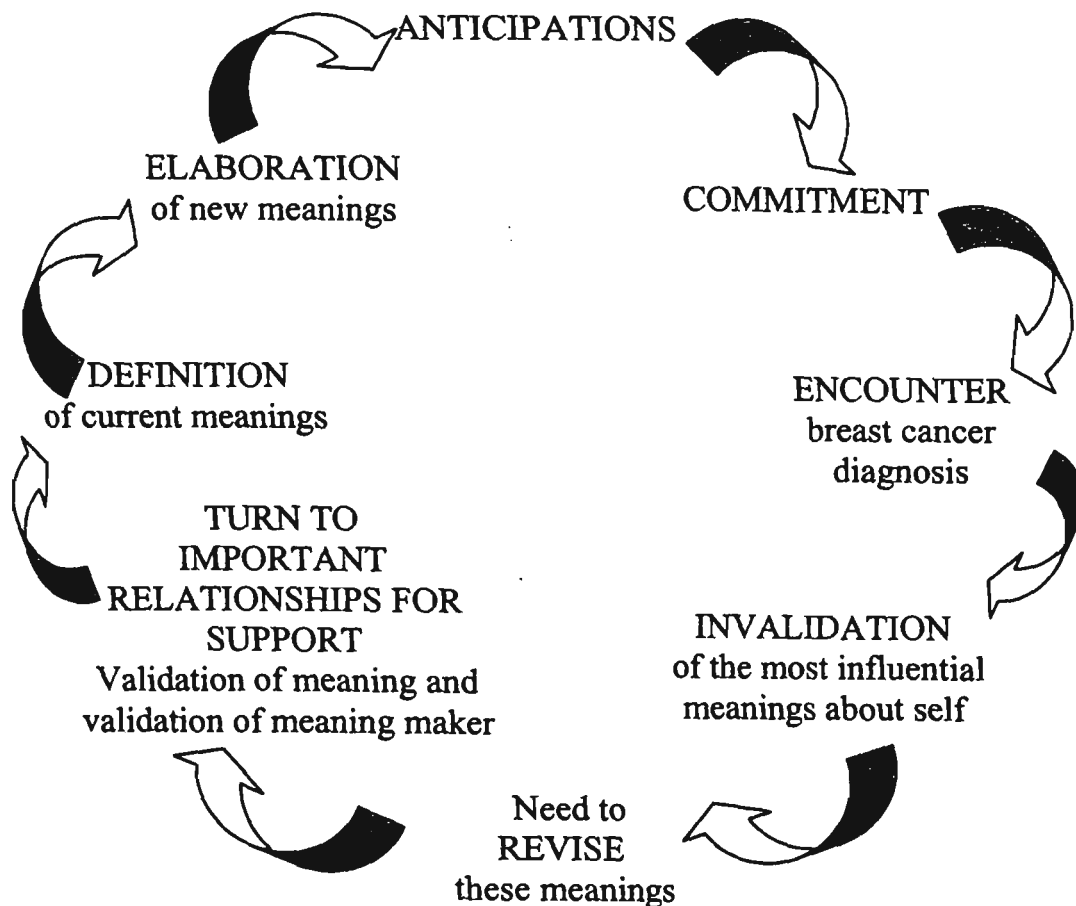 ANTICIPATIONS
COMMITMENT
ENCOUNTER
breast cancer
diagnosis
INVALIDATION
of the most influential
meanings about self
Need to
REVISE
these meanings
TURN TO
IMPORTANT
RELATIONSHIPS FOR
SUPPORT
Validation of meaning and
validation of meaning maker
DEFINITION
of current meanings
ELABORATION
of new meanings